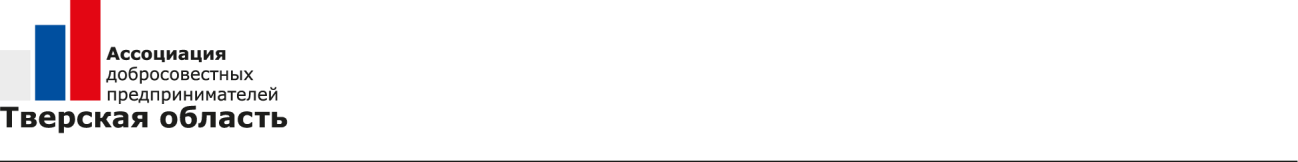 Ассоциация
добросовестных
предпринимателей
Тверская область